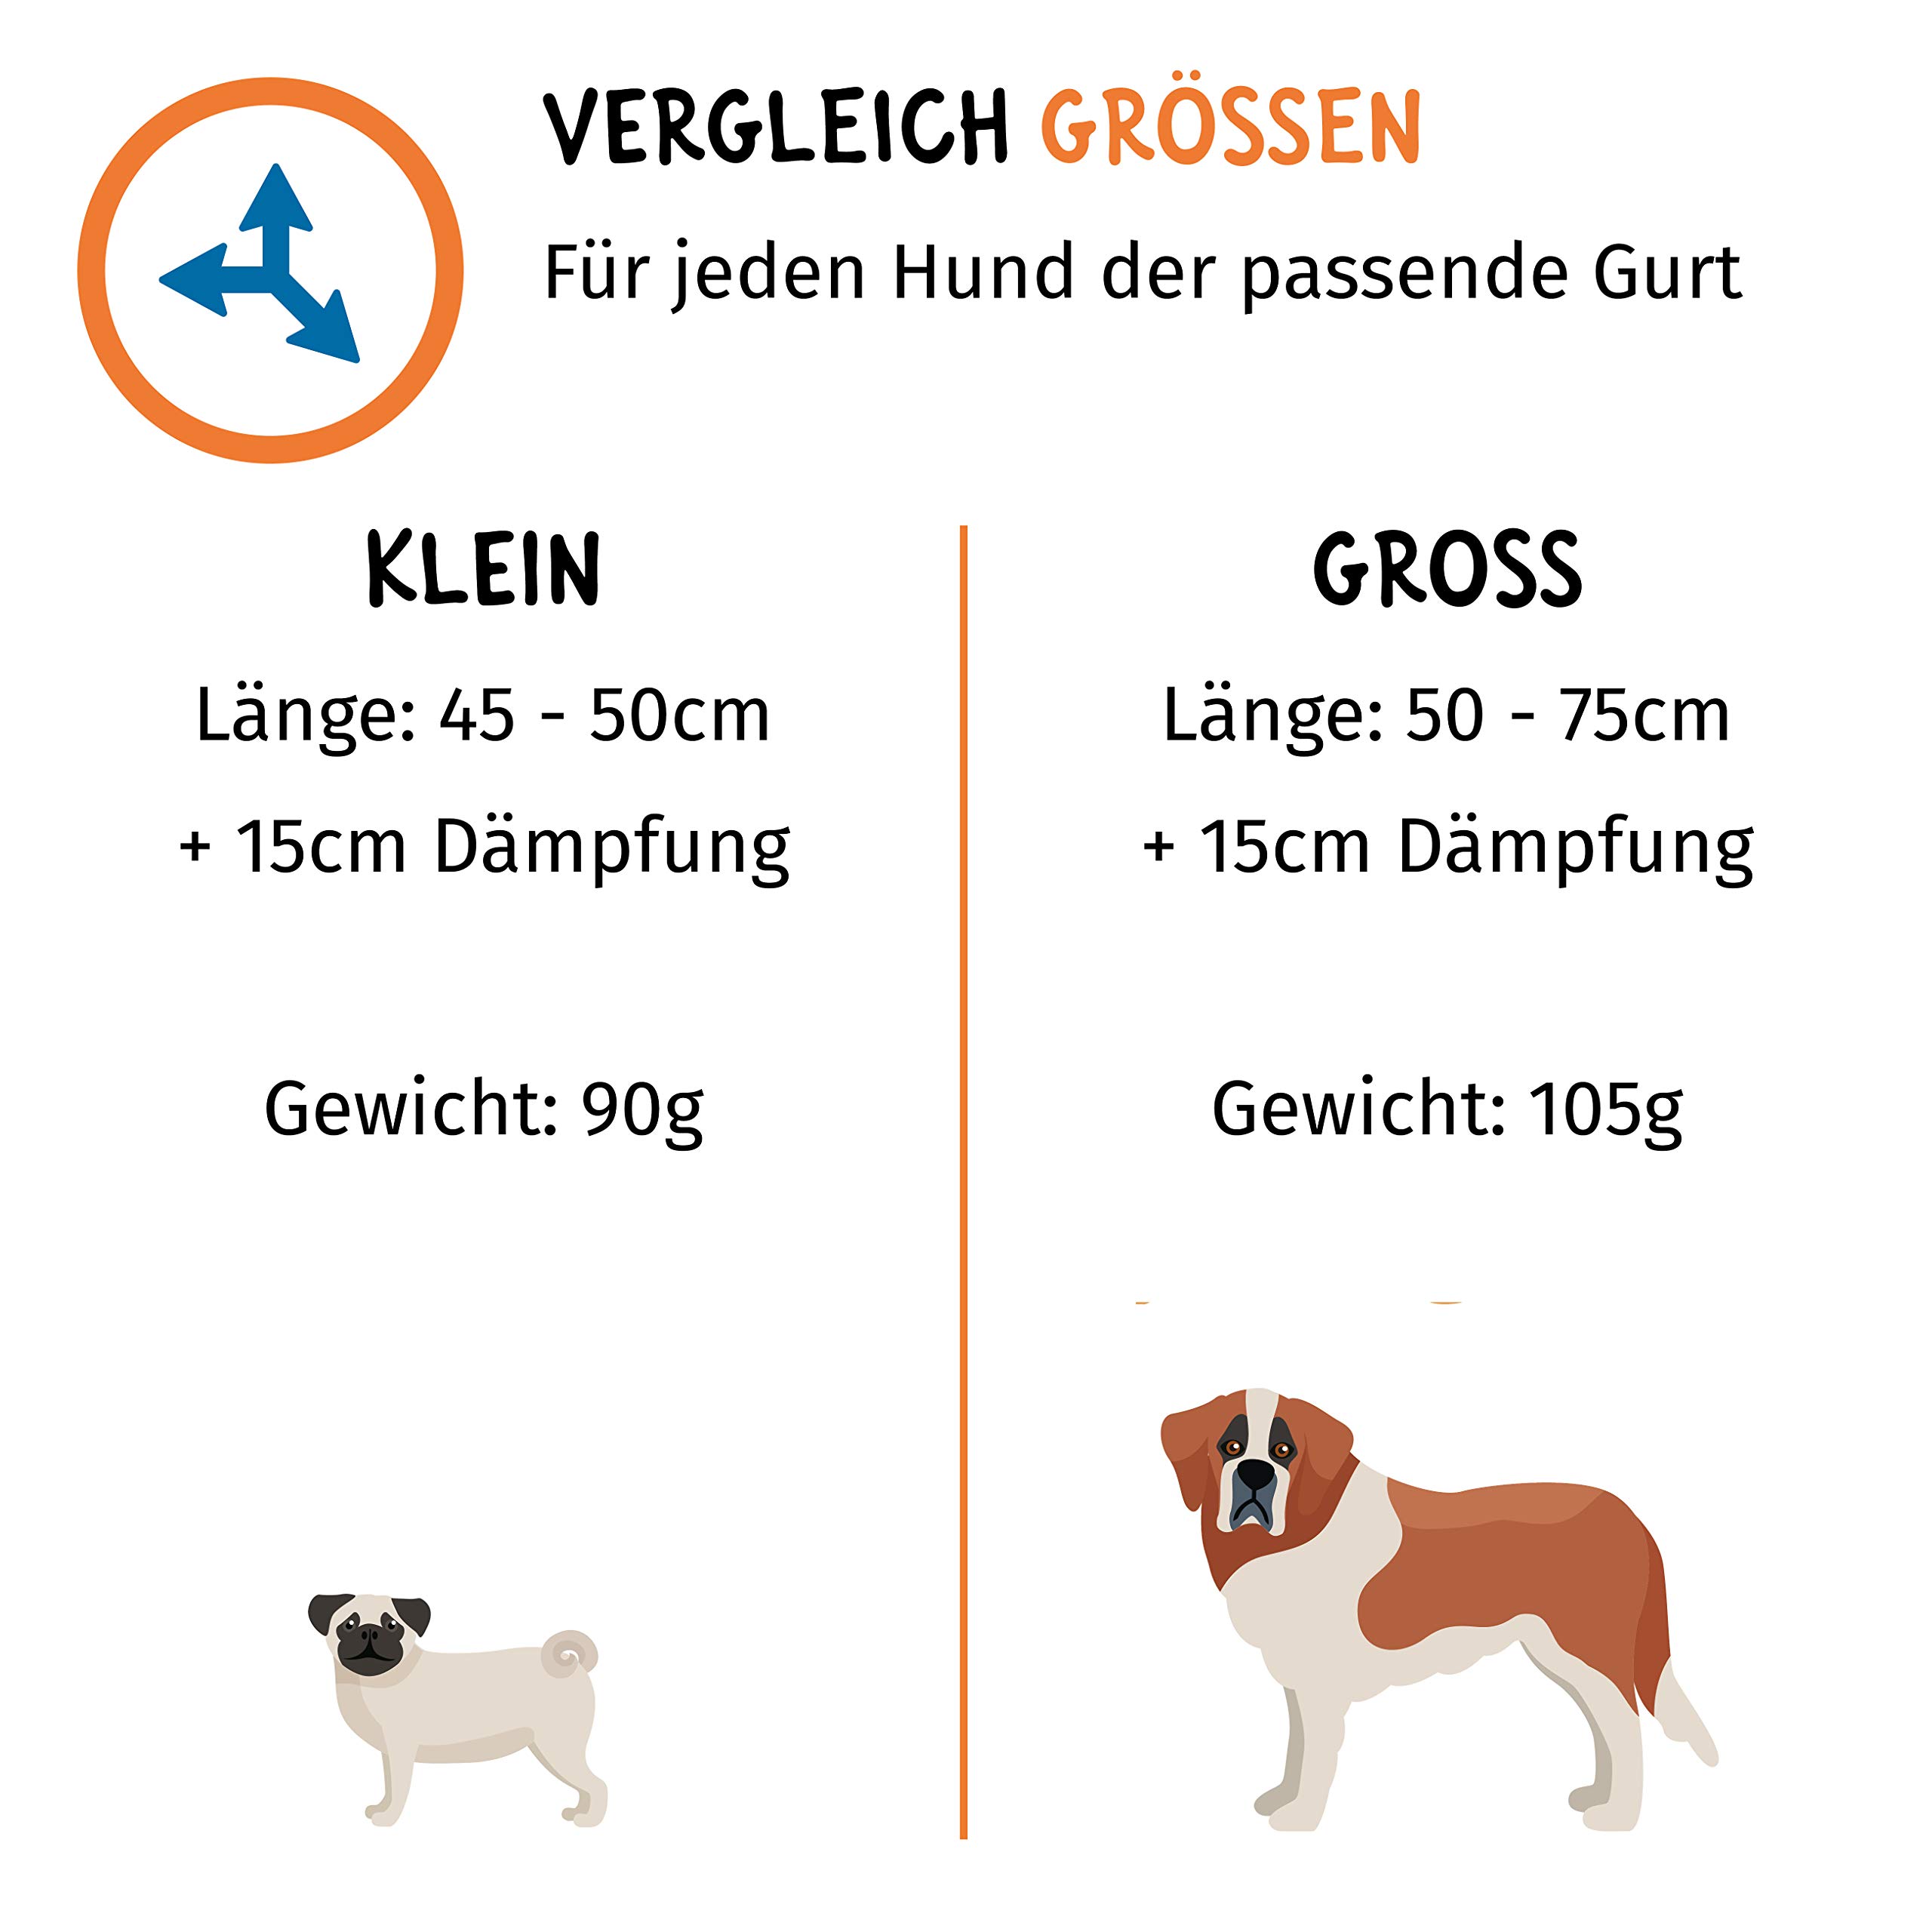 VERGLEICH GRÖSSEN
Für jeden Hund der passende Gurt
KLEIN
Länge: 45 - 50cm
+ 15cm Dämpfung
Gewicht: 90g
GROSS
Länge: 50 - 75cm
+ 15cm Dämpfung
Gewicht: 105g